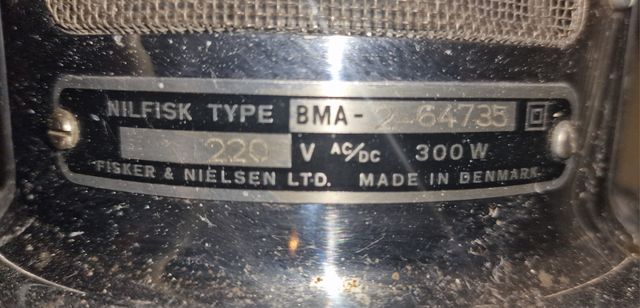 NILFISK TYPE BMA-2-64735
220 V AC/DC 300W
FISKER & NIELSEN LTD. MADE IN DENMARK.